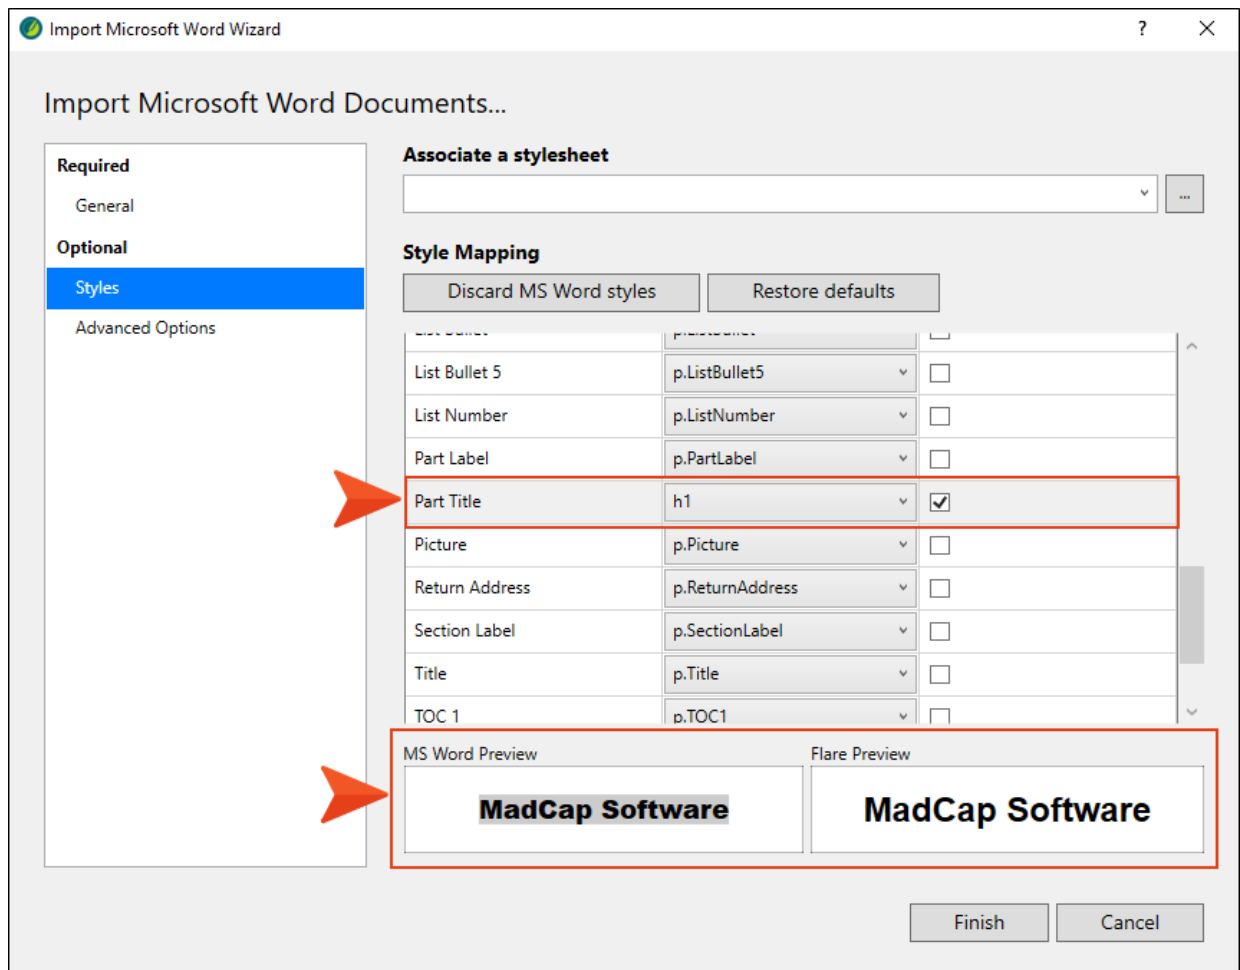 Import Microsoft Word Wizard ?
Import Microsoft Word Documents...
Required
General
Optional
Styles
Advanced Options
Associate a stylesheet
...
Style Mapping
Discard MS Word styles Restore defaults
List Bullet p.ListBullet
List Bullet 5 p.ListBullet5
List Number p.ListNumber
Part Label p.PartLabel
Part Title h1
Picture p.Picture
Return Address p.ReturnAddress
Section Label p.SectionLabel
Title p.Title
TOC 1 p.TOC1
MS Word Preview Flare Preview
MadCap Software MadCap Software
Finish Cancel